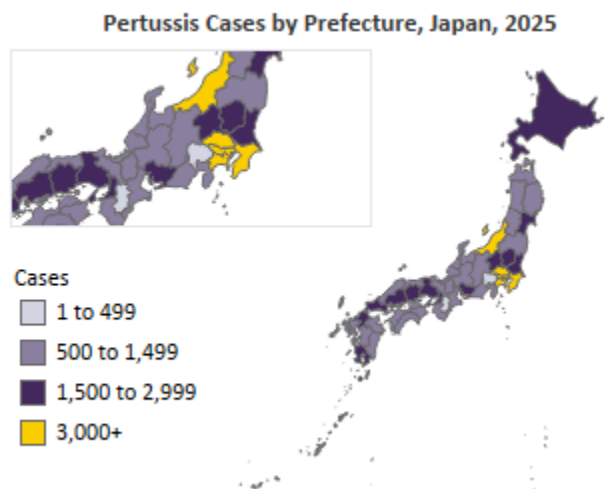 Pertussis Cases by Prefecture, Japan, 2025
Cases
1 to 499
500 to 1,499
1,500 to 2,999
3,000+